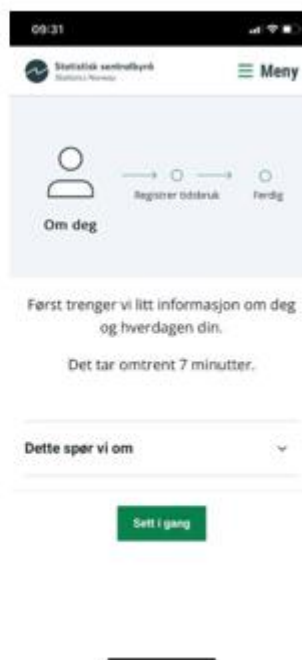 09:31
Statistisk sentralbyrå
Statistics Norway
Meny
Om deg
Registrer tidsbruk
Ferdig
Først trenger vi litt informasjon om deg
og hverdagen din.
Det tar omtrent 7 minutter.
Dette spør vi om
Sett i gang